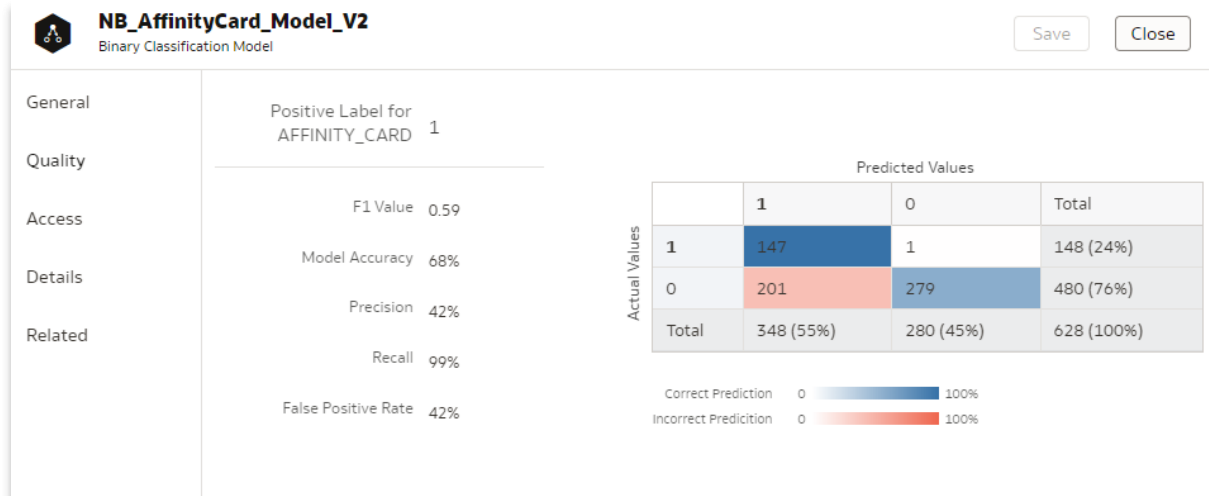 NB_AffinityCard_Model_V2
Binary Classification Model
Save
Close
General
Quality
Access
Details
Related
Positive Label for
AFFINITY_CARD 1
F1 Value 0.59
Model Accuracy 68%
Precision 42%
Recall 99%
False Positive Rate 42%
Predicted Values
Actual Values
1 0 Total
1 147 1 148 (24%)
0 201 279 480 (76%)
Total 348 (55%) 280 (45%) 628 (100%)
Correct Prediction 0 100%
Incorrect Predicition 0 100%